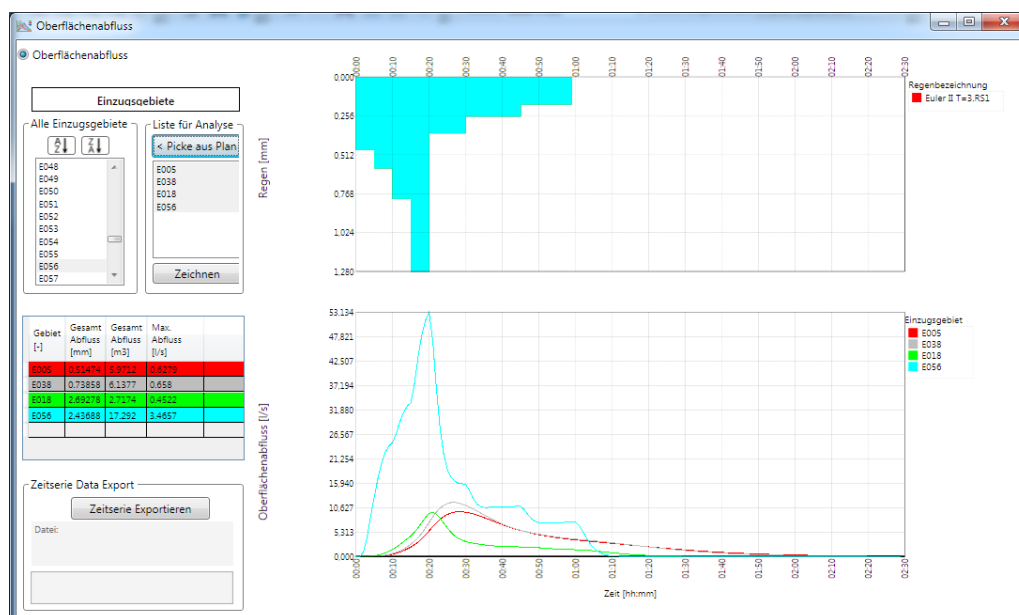 Oberflächenabfluss
Oberflächenabfluss
Einzugsgebiete
Alle Einzugsgebiete
A Z
Z A
E048
E049
E050
E051
E052
E053
E054
E055
E056
E057
Liste für Analyse
< Picke aus Plan
E005
E038
E018
E056
Zeichnen
Gebiet [-] Gesamt Abfluss [mm] Gesamt Abfluss [m3] Max. Abfluss [l/s]
E005 0.51474 5.9712 0.6279
E038 0.73858 6.1377 0.658
E018 2.69278 2.7174 0.4522
E056 2.43688 17.292 3.4657
Zeitserie Data Export
Zeitserie Exportieren
Datei:
00:00 00:10 00:20 00:30 00:40 00:50 01:00 01:10 01:20 01:30 01:40 01:50 02:00 02:10 02:20 02:30
Regen [mm]
0.000
0.256
0.512
0.768
1.024
1.280
Regenbezeichnung
Euler II T=3.RS1
Oberflächenabfluss [l/s]
53.134
47.821
42.507
37.194
31.880
26.567
21.254
15.940
10.627
5.313
0.000
00:00 00:10 00:20 00:30 00:40 00:50 01:00 01:10 01:20 01:30 01:40 01:50 02:00 02:10 02:20 02:30
Zeit [hh:mm]
Einzugsgebiet
E005
E038
E018
E056